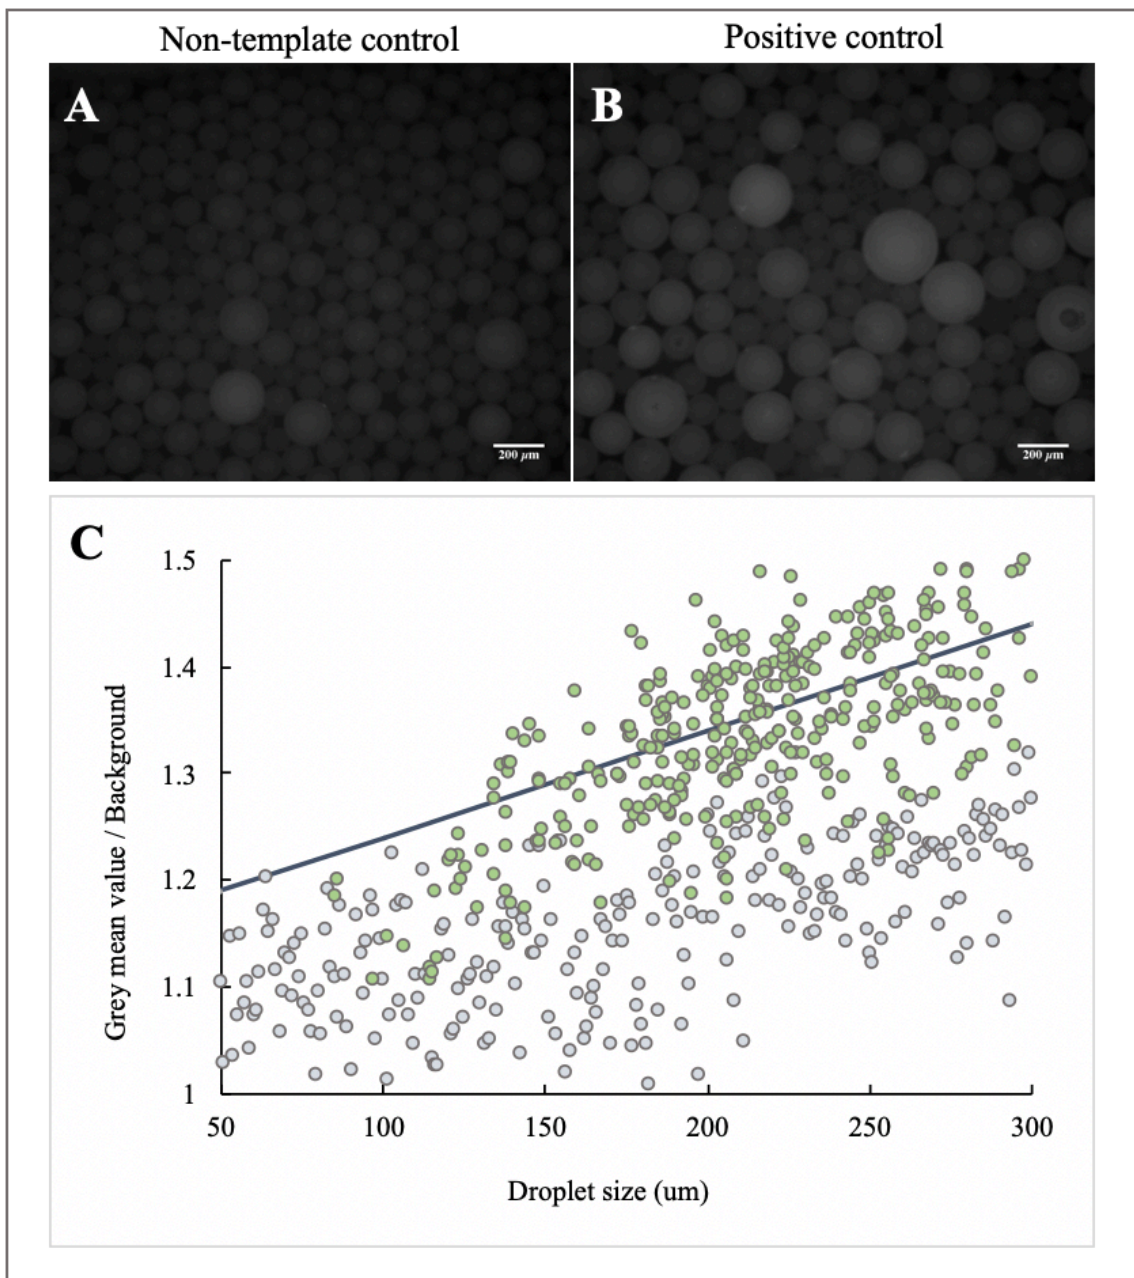 Non-template control
Positive control
A
B
200 µm
200 µm
C
1.5
1.4
1.3
1.2
1.1
1
Grey mean value / Background
50 100 150 200 250 300
Droplet size (um)